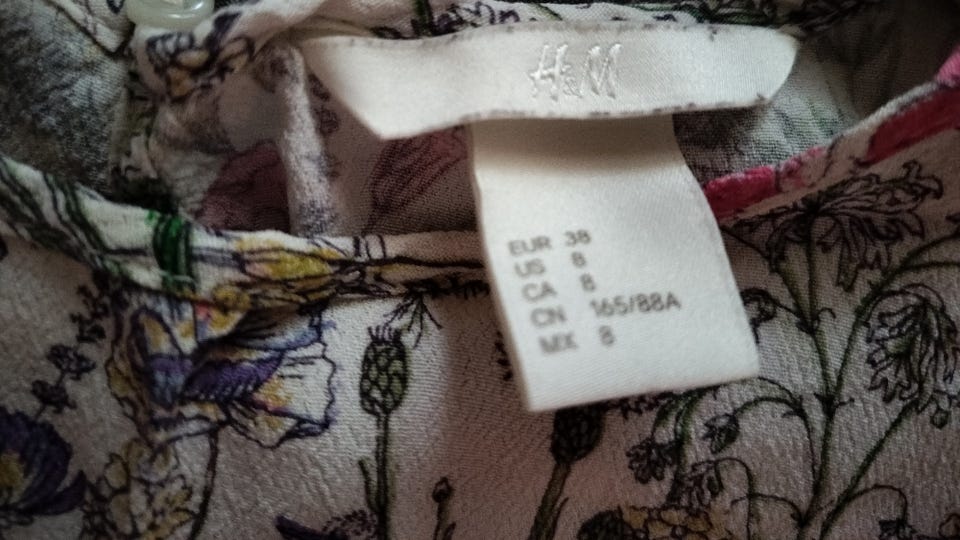 H&M
EUR 38
US 8
CA 8
CN 165/88A
MX 8